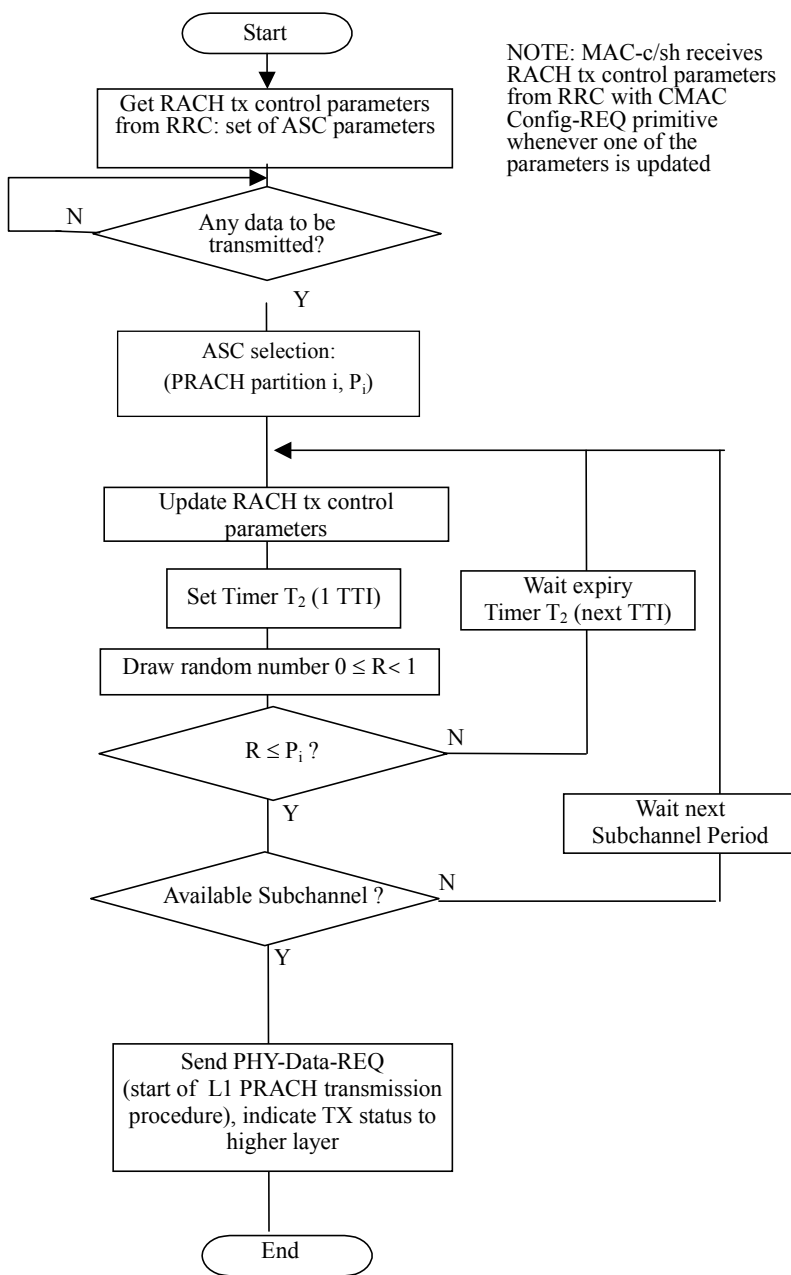 Start
NOTE: MAC-c/sh receives
RACH tx control parameters
from RRC with CMAC
Config-REQ primitive
whenever one of the
parameters is updated
Get RACH tx control parameters
from RRC: set of ASC parameters
N
Any data to be
transmitted?
Y
ASC selection:
(PRACH partition i, Pi)
Update RACH tx control
parameters
Set Timer T2 (1 TTI)
Wait expiry
Timer T2 (next TTI)
Draw random number 0 ≤ R< 1
R ≤ Pi ?
N
Y
Wait next
Subchannel Period
Available Subchannel ?
N
Y
Send PHY-Data-REQ
(start of L1 PRACH transmission
procedure), indicate TX status to
higher layer
End